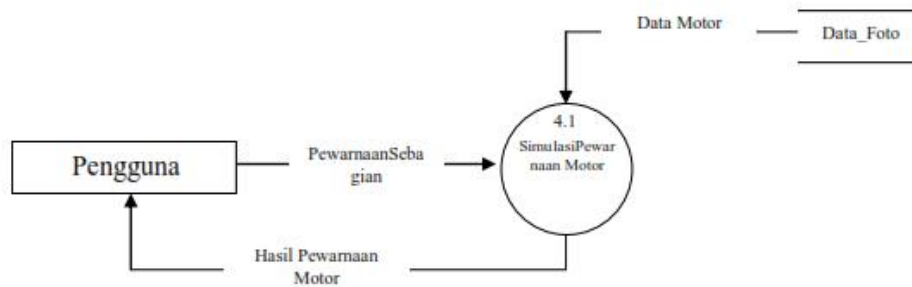 Data Motor
Data_Foto
4.1
SimulasiPewar
naan Motor
Pengguna
PewarnaanSeba
gian
Hasil Pewarnaan
Motor